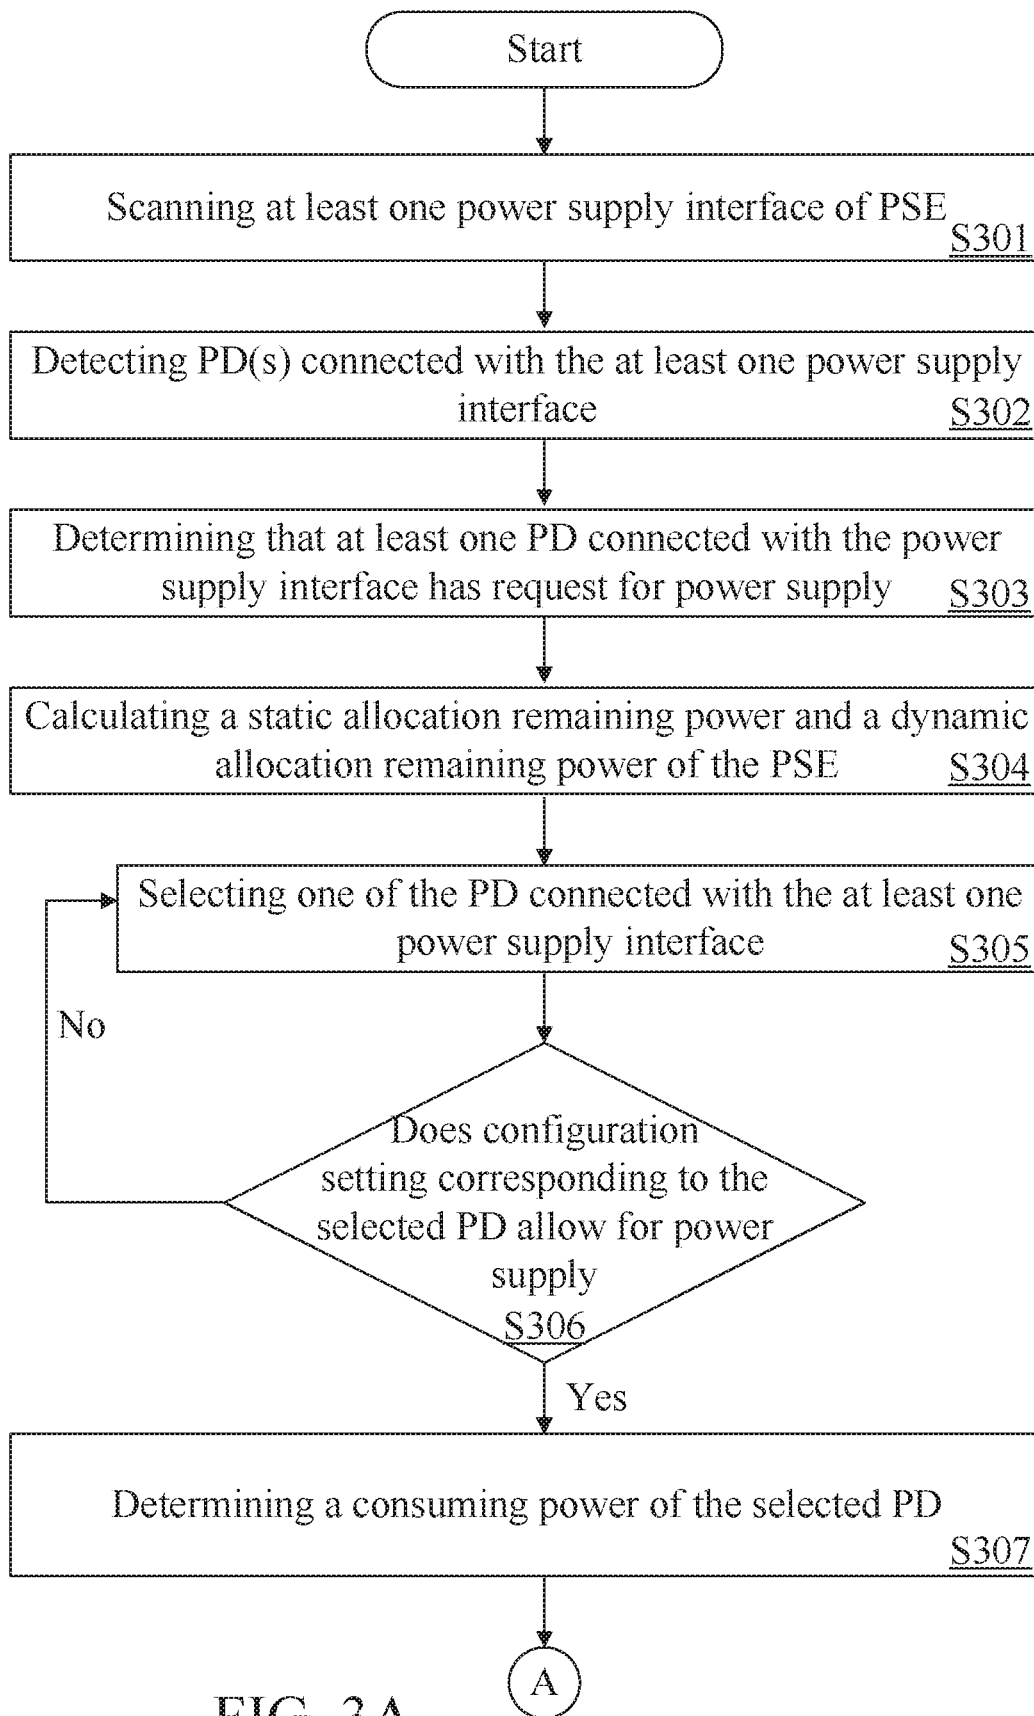 Start
Scanning at least one power supply interface of PSE
S301
Detecting PD(s) connected with the at least one power supply
interface
S302
Determining that at least one PD connected with the power
supply interface has request for power supply
S303
Calculating a static allocation remaining power and a dynamic
allocation remaining power of the PSE
S304
Selecting one of the PD connected with the at least one
power supply interface
S305
No
Does configuration
setting corresponding to the
selected PD allow for power
supply
S306
Yes
Determining a consuming power of the selected PD
S307
A
FIG. 3A